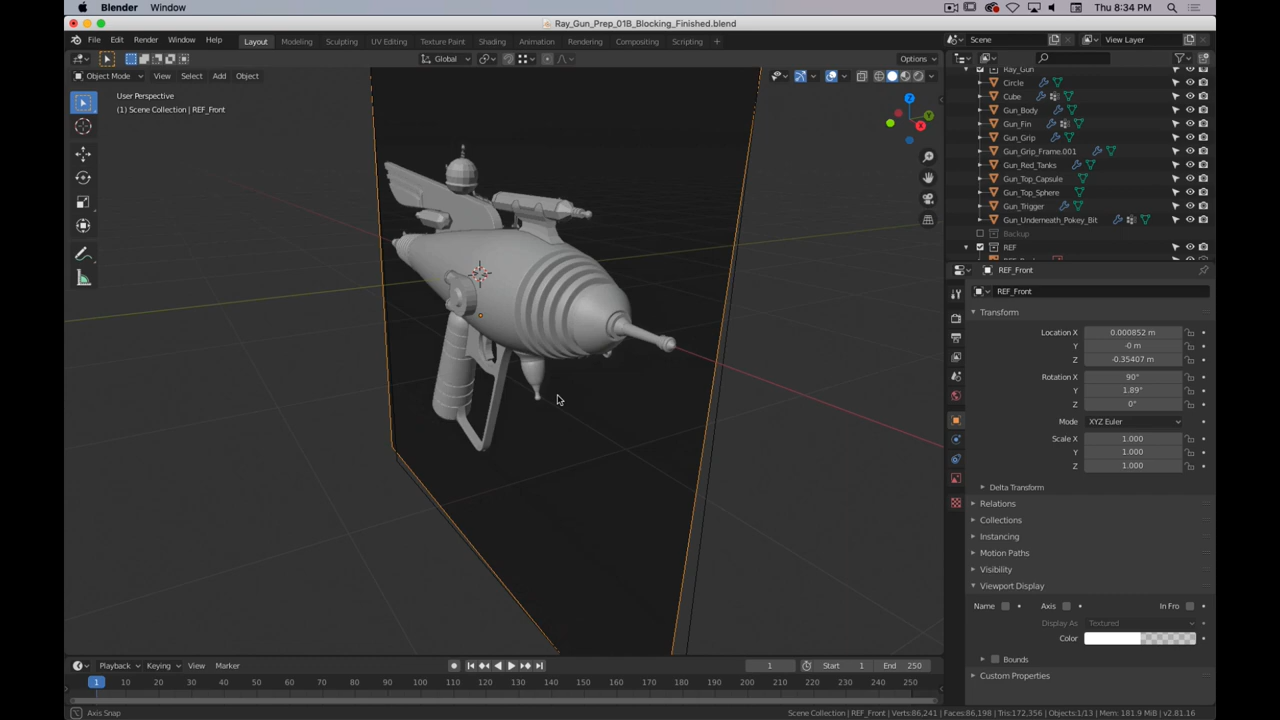 Blender Window
Thu 8:34 PM
Ray_Gun_Prep_01B_Blocking_Finished.blend
File Edit Render Window Help
Layout Modeling Sculpting UV Editing Texture Paint Shading Animation Rendering Compositing Scripting +
Scene
View Layer
Global
Options
Object Mode View Select Add Object
User Perspective
(1) Scene Collection | REF_Front
Z
Y
X
Ray_Gun
Circle
Cube
Gun_Body
Gun_Fin
Gun_Grip
Gun_Grip_Frame.001
Gun_Red_Tanks
Gun_Top_Capsule
Gun_Top_Sphere
Gun_Trigger
Gun_Underneath_Pokey_Bit
Backup
REF
REF_Front
REF_Front
Transform
Location X 0.000852 m
Y -0 m
Z -0.35407 m
Rotation X 90°
Y 1.89°
Z 0°
Mode XYZ Euler
Scale X 1.000
Y 1.000
Z 1.000
Delta Transform
Relations
Collections
Instancing
Motion Paths
Visibility
Viewport Display
Name Axis In Fro
Display As Textured
Color
Bounds
Custom Properties
Playback Keying View Marker
1 Start 1 End 250
1 10 20 30 40 50 60 70 80 90 100 110 120 130 140 150 160 170 180 190 200 210 220 230 240 250
Axis Snap
Scene Collection | REF_Front | Verts:86,241 | Faces:86,198 | Tris:172,356 | Objects:1/13 | Mem: 181.9 MiB | v2.81.16